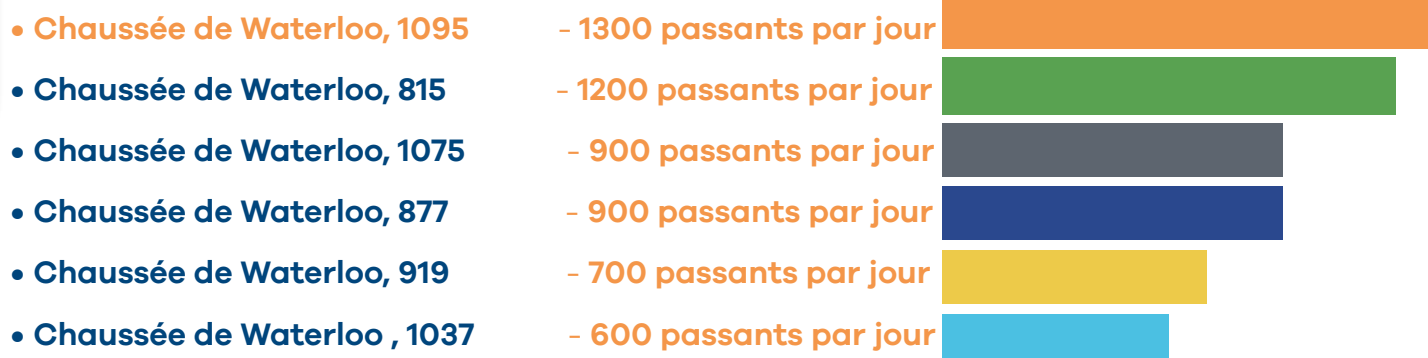 • Chaussée de Waterloo, 1095 - 1300 passants par jour
• Chaussée de Waterloo, 815 - 1200 passants par jour
• Chaussée de Waterloo, 1075 - 900 passants par jour
• Chaussée de Waterloo, 877 - 900 passants par jour
• Chaussée de Waterloo, 919 - 700 passants par jour
• Chaussée de Waterloo , 1037 - 600 passants par jour